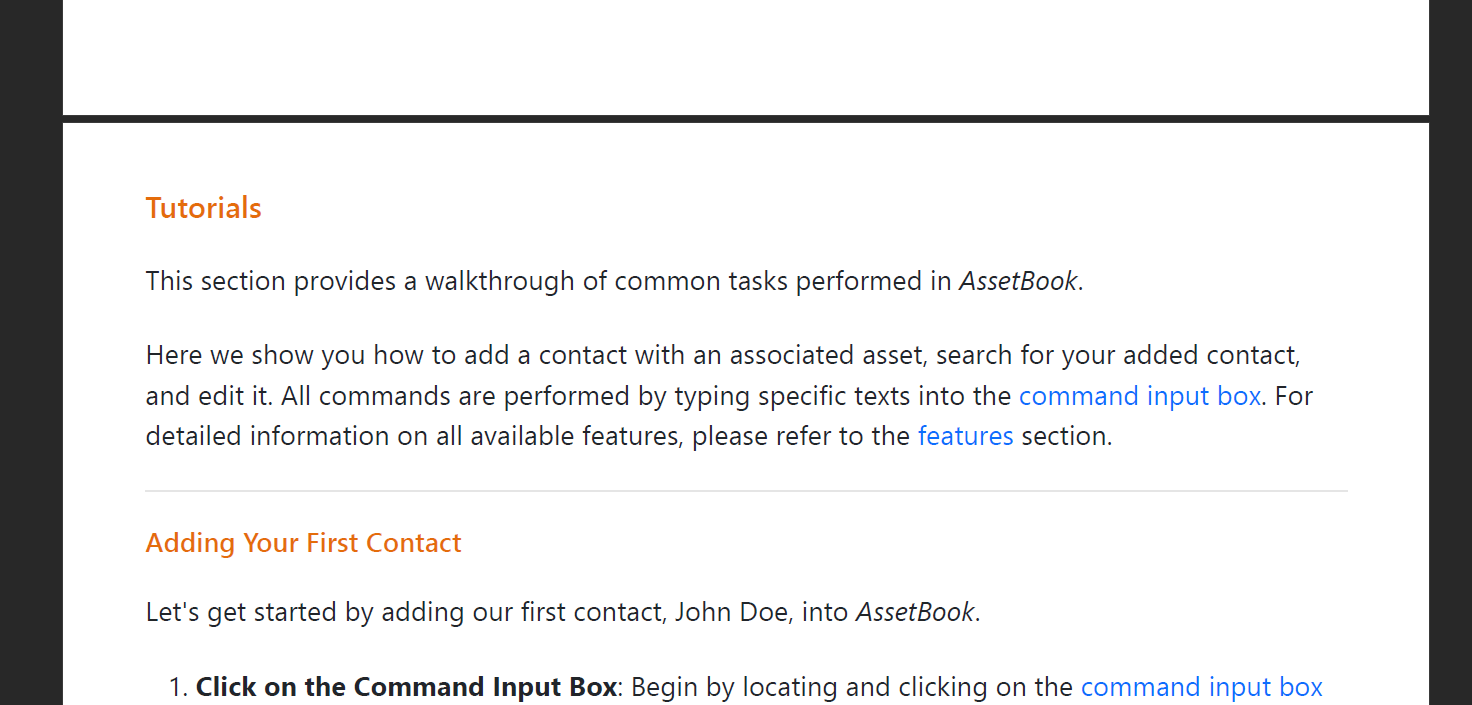 Tutorials
This section provides a walkthrough of common tasks performed in AssetBook.
Here we show you how to add a contact with an associated asset, search for your added contact,
and edit it. All commands are performed by typing specific texts into the command input box. For
detailed information on all available features, please refer to the features section.
Adding Your First Contact
Let's get started by adding our first contact, John Doe, into AssetBook.
1. Click on the Command Input Box: Begin by locating and clicking on the command input box